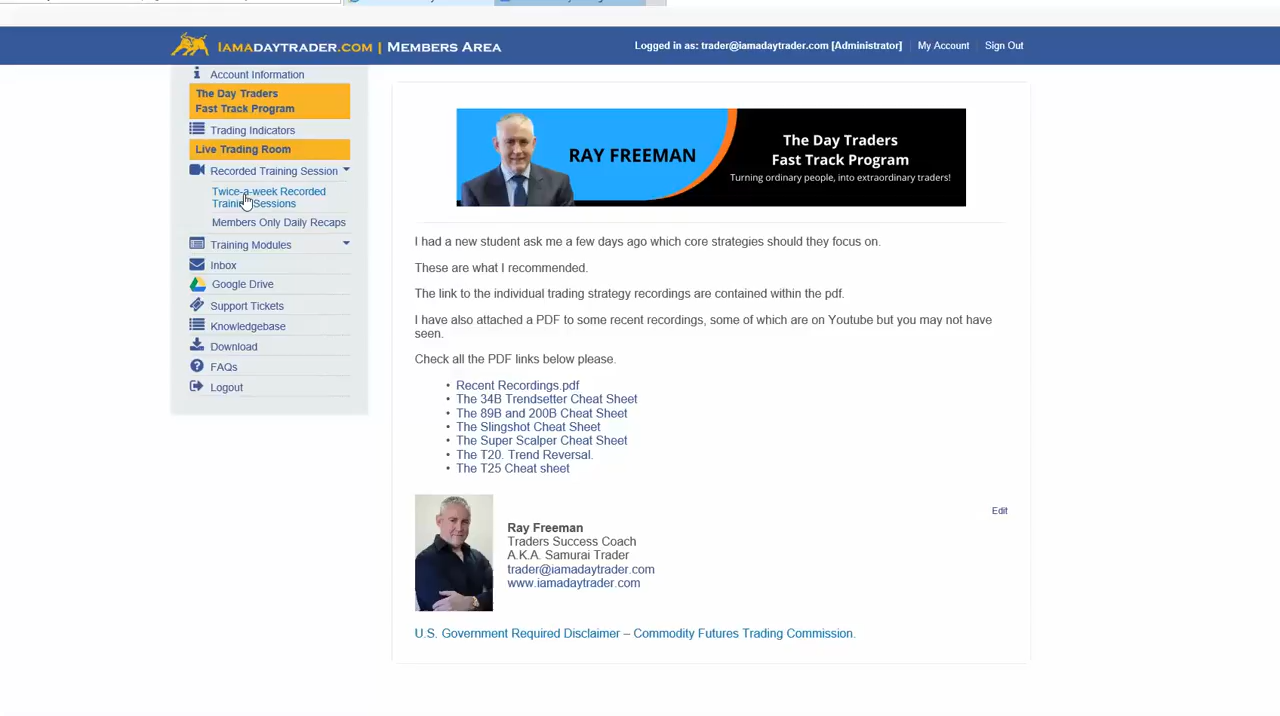 IAMADAYTRADER.COM | MEMBERS AREA
Logged in as: trader@iamadaytrader.com [Administrator]
My Account
Sign Out
Account Information
The Day Traders
Fast Track Program
Trading Indicators
Live Trading Room
Recorded Training Session
Twice-a-week Recorded
Training Sessions
Members Only Daily Recaps
Training Modules
Inbox
Google Drive
Support Tickets
Knowledgebase
Download
FAQs
Logout
RAY FREEMAN
The Day Traders
Fast Track Program
Turning ordinary people, into extraordinary traders!
I had a new student ask me a few days ago which core strategies should they focus on.
These are what I recommended.
The link to the individual trading strategy recordings are contained within the pdf.
I have also attached a PDF to some recent recordings, some of which are on Youtube but you may not have
seen.
Check all the PDF links below please.
• Recent Recordings.pdf
• The 34B Trendsetter Cheat Sheet
• The 89B and 200B Cheat Sheet
• The Slingshot Cheat Sheet
• The Super Scalper Cheat Sheet
• The T20. Trend Reversal.
• The T25 Cheat sheet
Edit
Ray Freeman
Traders Success Coach
A.K.A. Samurai Trader
trader@iamadaytrader.com
www.iamadaytrader.com
U.S. Government Required Disclaimer – Commodity Futures Trading Commission.